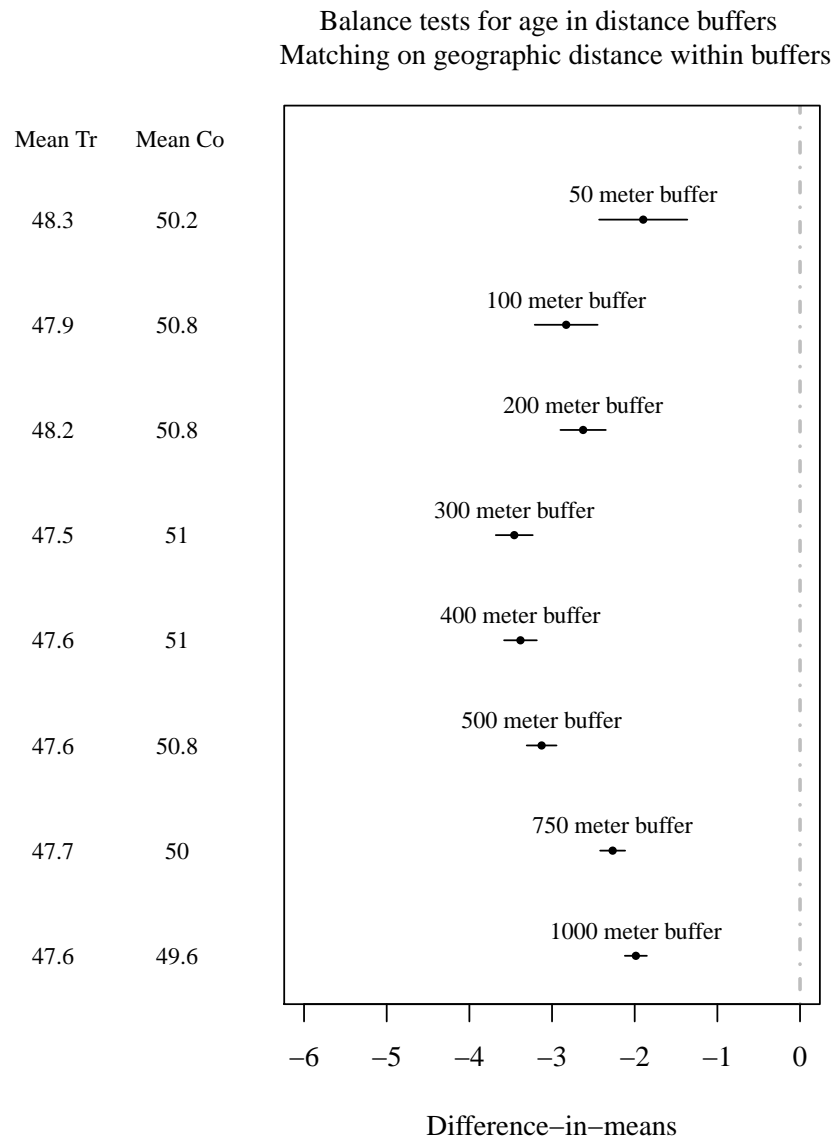 Balance tests for age in distance buffers
Matching on geographic distance within buffers
Mean Tr Mean Co
50 meter buffer
48.3 50.2
100 meter buffer
47.9 50.8
200 meter buffer
48.2 50.8
300 meter buffer
47.5 51
400 meter buffer
47.6 51
500 meter buffer
47.6 50.8
750 meter buffer
47.7 50
1000 meter buffer
47.6 49.6
−6 −5 −4 −3 −2 −1 0
Difference−in−means